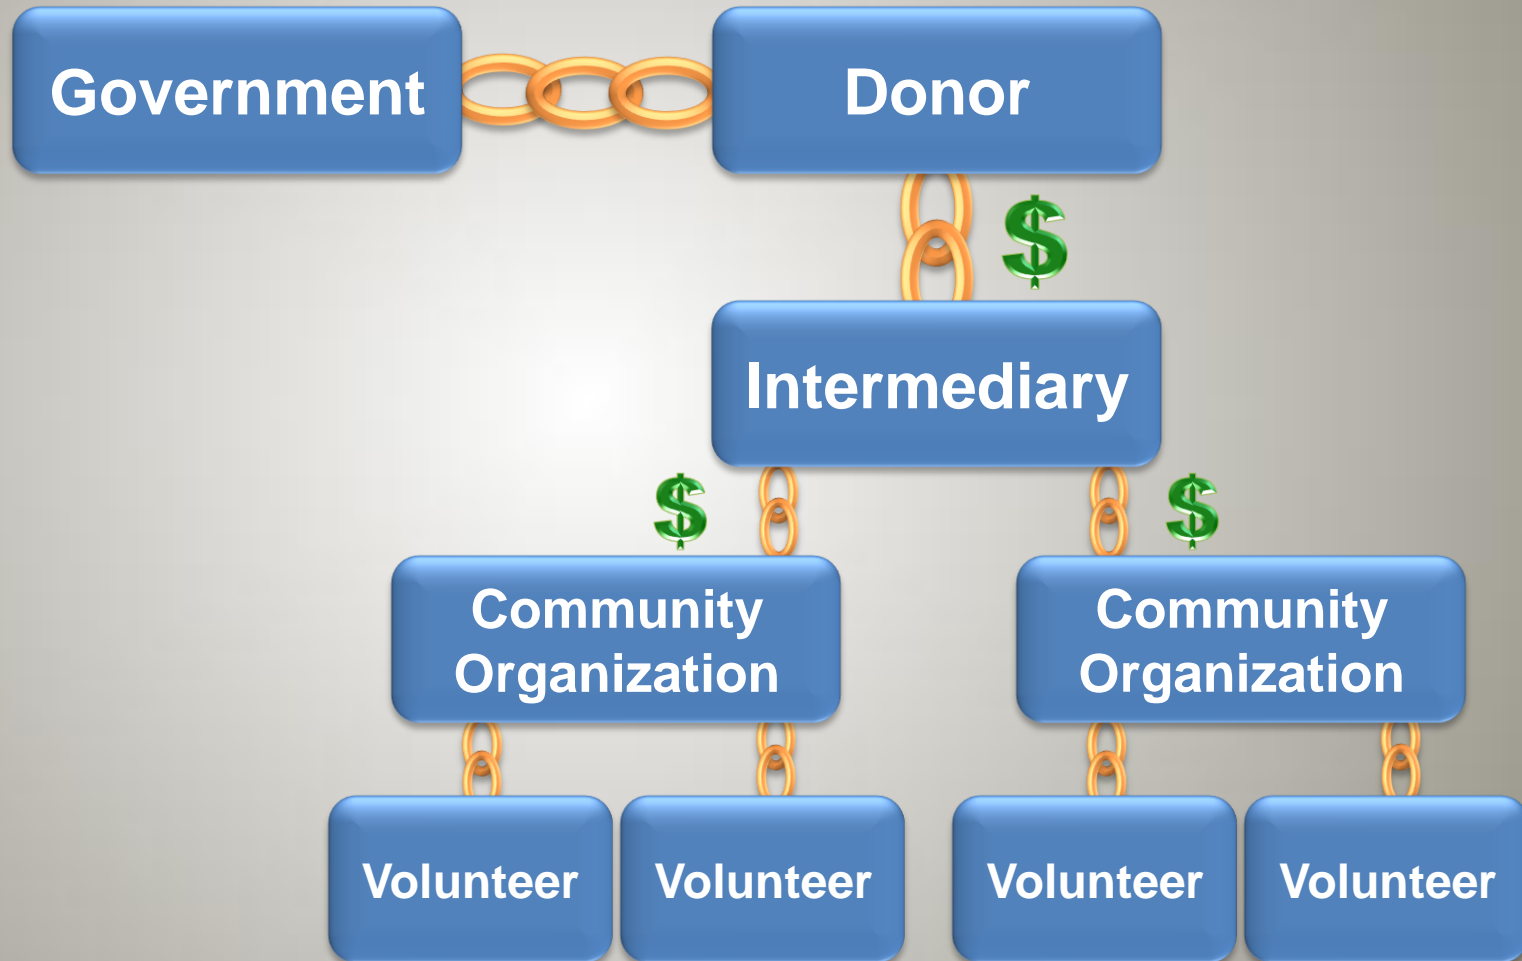 Government
Donor
$
Intermediary
$
$
Community
Organization
Community
Organization
Volunteer
Volunteer
Volunteer
Volunteer